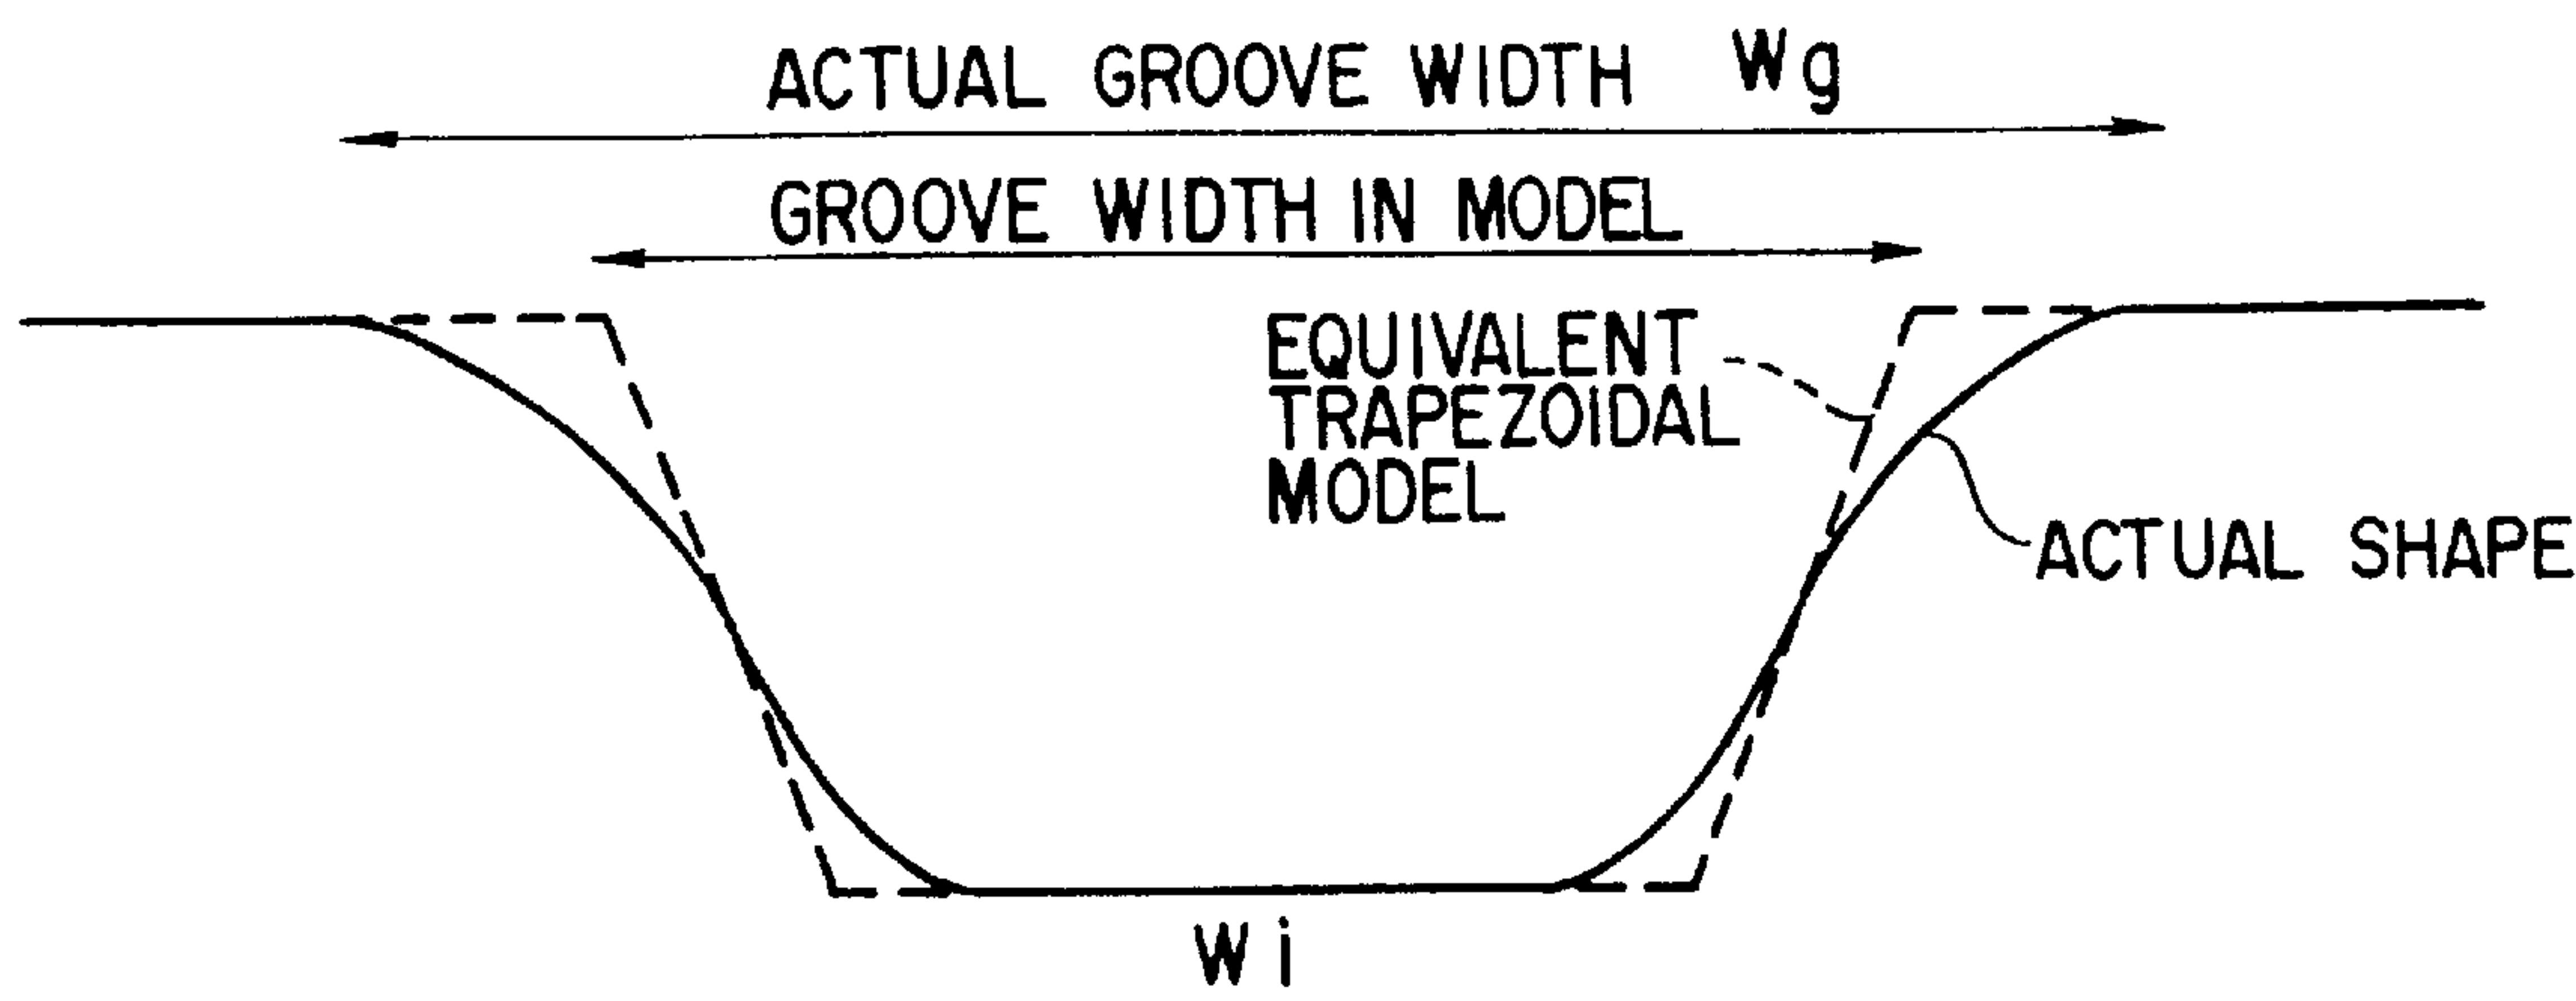 ACTUAL GROOVE WIDTH Wg
GROOVE WIDTH IN MODEL
EQUIVALENT
TRAPEZOIDAL
MODEL
ACTUAL SHAPE
Wi